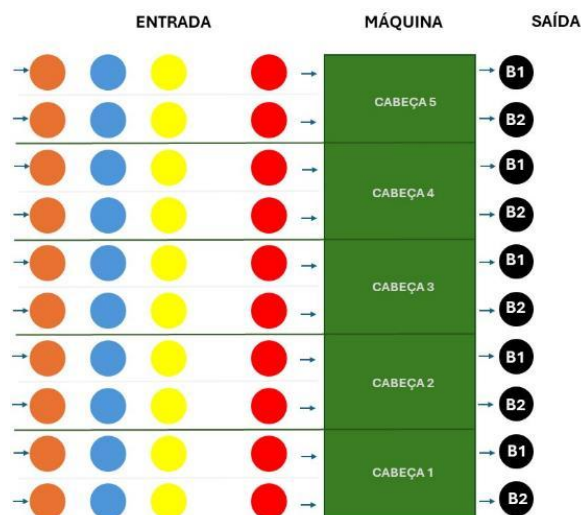 ENTRADA MÁQUINA SAÍDA
B1
CABEÇA 5
B2
B1
CABEÇA 4
B2
B1
CABEÇA 3
B2
B1
CABEÇA 2
B2
B1
CABEÇA 1
B2